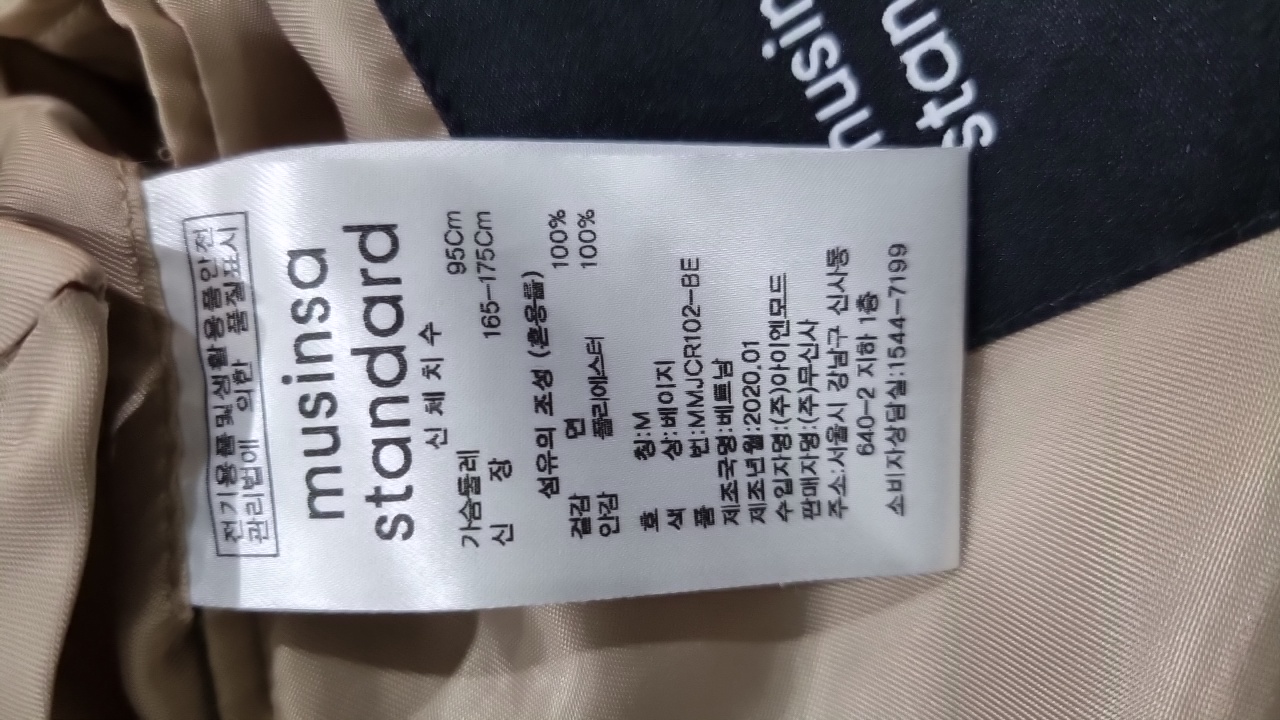 전기용품및생활용품안전
관리법에 의한 품질표시
musinsa
standard
신 체 치 수
가슴둘레 95Cm
신 장 165-175Cm
섬유의 조성 (혼용률)
겉감 면 100%
안감 폴리에스터 100%
호 칭:M
색 상:베이지
품 번:MMJCR102-BE
제조국명:베트남
제조년월:2020.01
수입자명:(주)아이엔모드
판매자명:(주)무신사
주소:서울시 강남구 신사동
640-2 지하 1층
소비자상담실:1544-7199
musin
stan